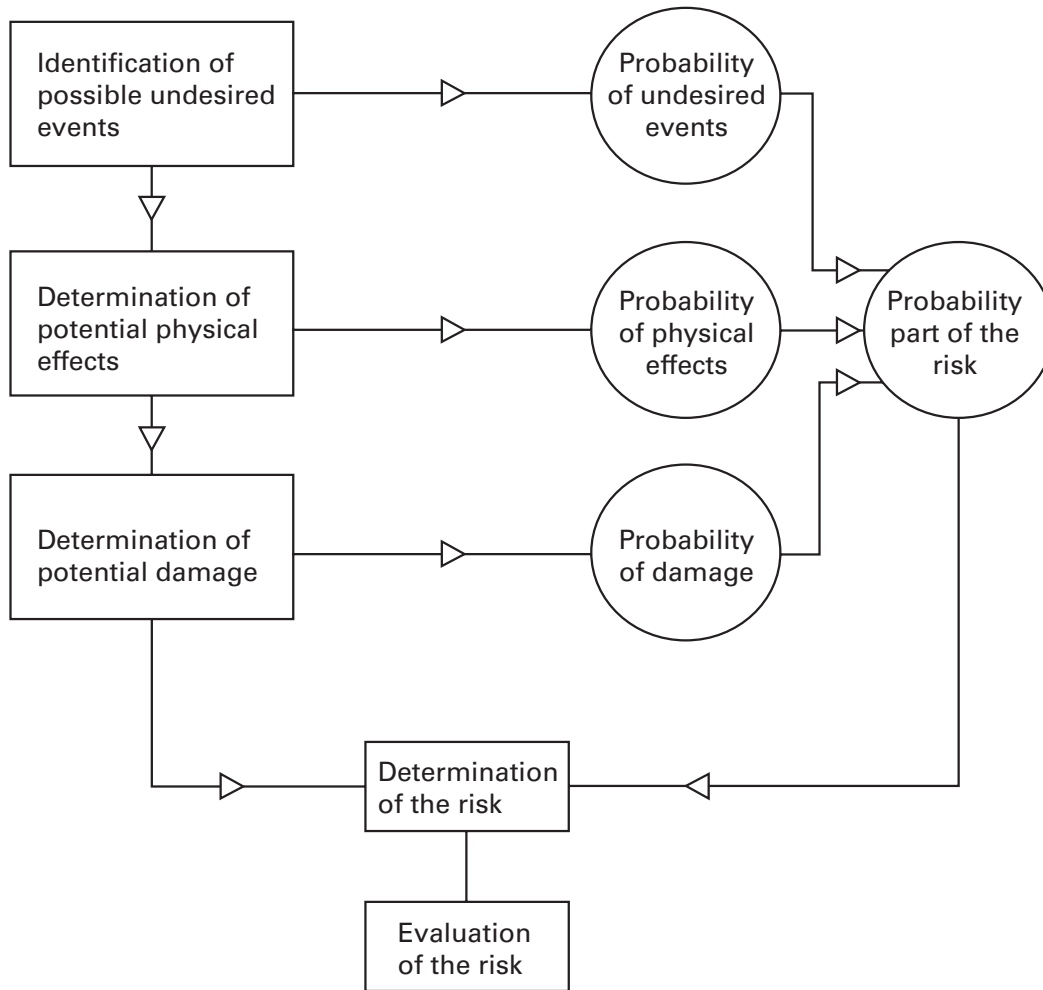 Identification of
possible undesired
events
Probability
of undesired
events
Determination of
potential physical
effects
Probability
of physical
effects
Probability
part of the
risk
Determination of
potential damage
Probability
of damage
Determination
of the risk
Evaluation
of the risk